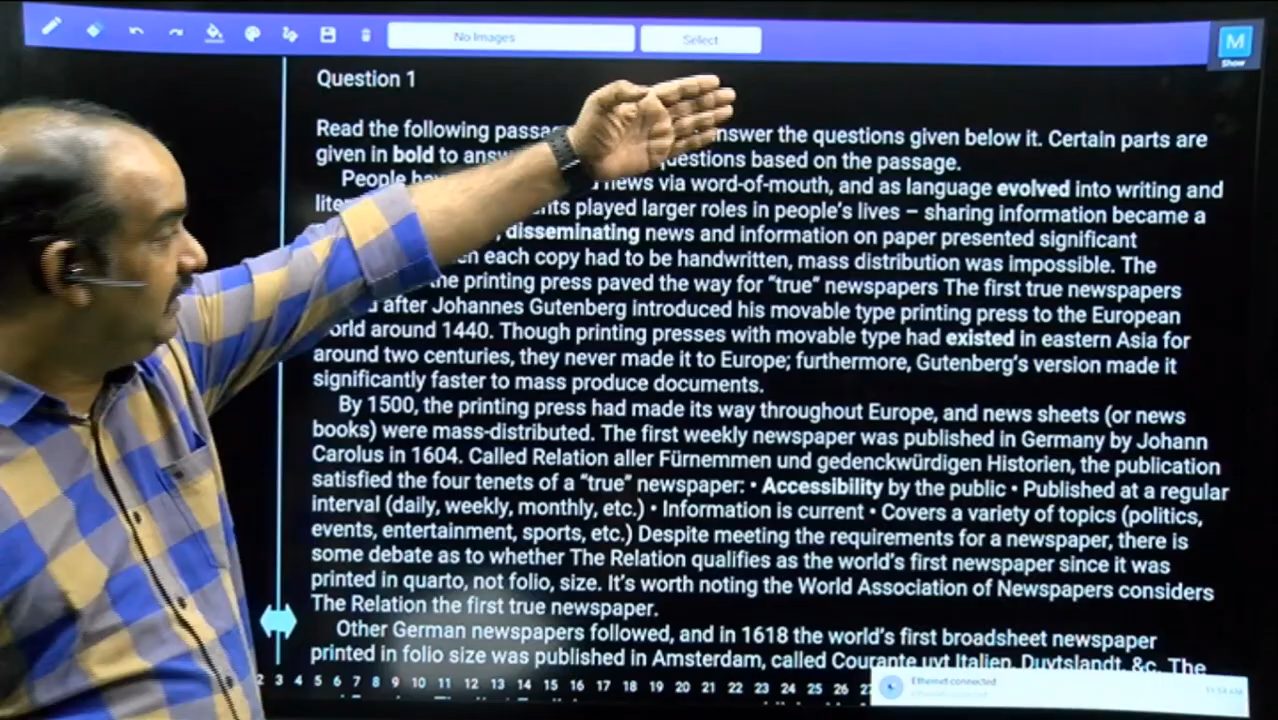 No Images
Select
M
Show
Question 1
Read the following answer the questions given below it. Certain parts are
given in bold to questions based on the passage.
People news via word-of-mouth, and as language evolved into writing and
played larger roles in people's lives – sharing information became a
disseminating news and information on paper presented significant
each copy had to be handwritten, mass distribution was impossible. The
the printing press paved the way for "true" newspapers The first true newspapers
after Johannes Gutenberg introduced his movable type printing press to the European
world around 1440. Though printing presses with movable type had existed in eastern Asia for
around two centuries, they never made it to Europe; furthermore, Gutenberg's version made it
significantly faster to mass produce documents.
By 1500, the printing press had made its way throughout Europe, and news sheets (or news
books) were mass-distributed. The first weekly newspaper was published in Germany by Johann
Carolus in 1604. Called Relation aller Fürnemmen und gedenckwürdigen Historien, the publication
satisfied the four tenets of a "true" newspaper: • Accessibility by the public • Published at a regular
interval (daily, weekly, monthly, etc.) • Information is current • Covers a variety of topics (politics,
events, entertainment, sports, etc.) Despite meeting the requirements for a newspaper, there is
some debate as to whether The Relation qualifies as the world's first newspaper since it was
printed in quarto, not folio, size. It's worth noting the World Association of Newspapers considers
The Relation the first true newspaper.
Other German newspapers followed, and in 1618 the world's first broadsheet newspaper
printed in folio size was published in Amsterdam, called Courante uyt Italien, Duytslandt, &c. The
2 3 4 5 6 7 8 9 10 11 12 13 14 15 16 17 18 19 20 21 22 23 24 25 26
Ethernet connected